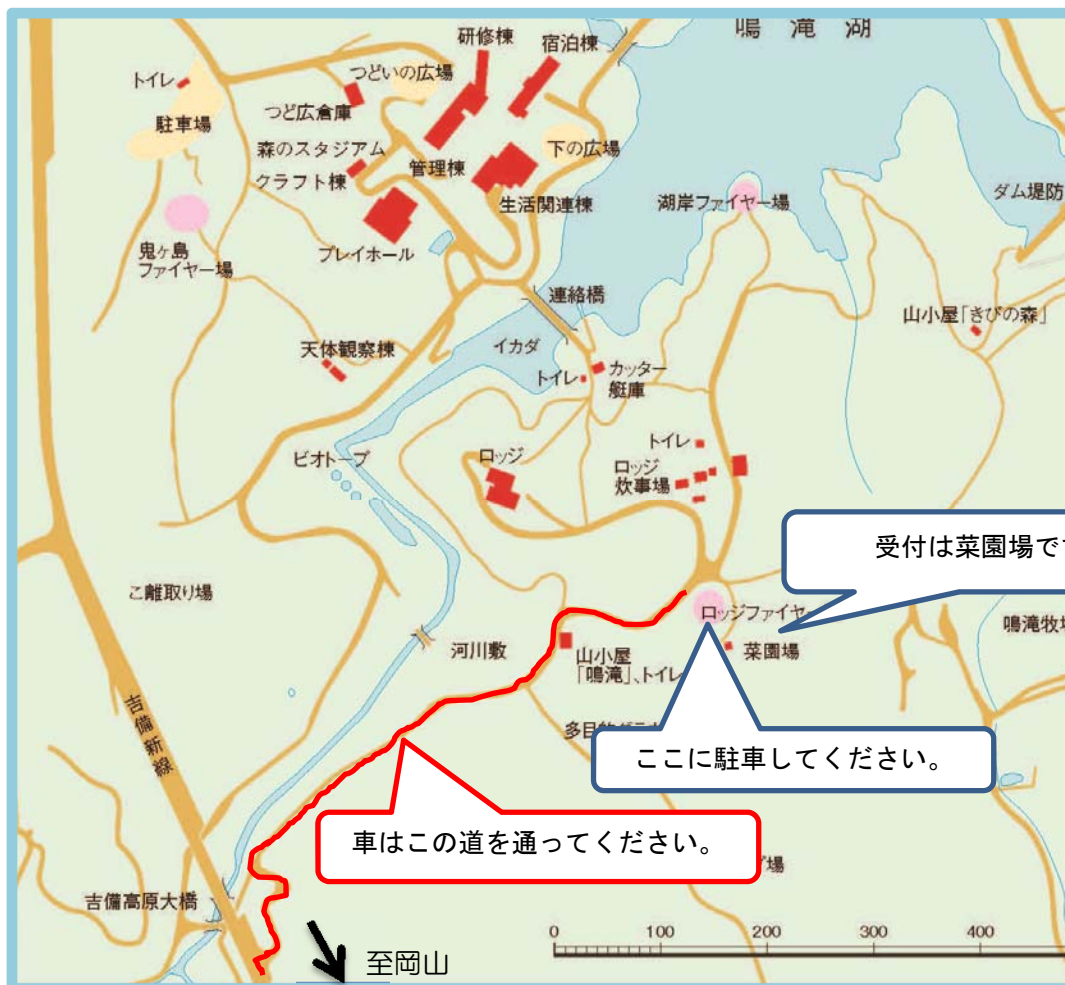 鳴滝湖
研修棟
宿泊棟
つどいの広場
トイレ
つど広倉庫
駐車場
森のスタジアム
クラフト棟
管理棟
下の広場
生活関連棟
湖岸ファイヤー場
ダム堤防
鬼ヶ島
ファイヤー場
プレイホール
連絡橋
山小屋「きびの森」
イカダ
天体観察棟
トイレ
カッター
艇庫
トイレ
ロッジ
ロッジ
炊事場
ビオトープ
受付は菜園場で
こ離取り場
ロッジファイヤ
鳴滝牧場
河川敷
山小屋
「鳴滝」、トイレ
菜園場
吉備新線
多目的
ここに駐車してください。
車はこの道を通ってください。
場
吉備高原大橋
0 100 200 300 400
至岡山